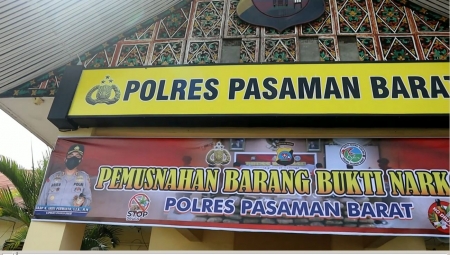 POLRES PASAMAN BARAT
PEMUSNAHAN BARANG BUKTI NARK
POLRES PASAMAN BARAT
STOP